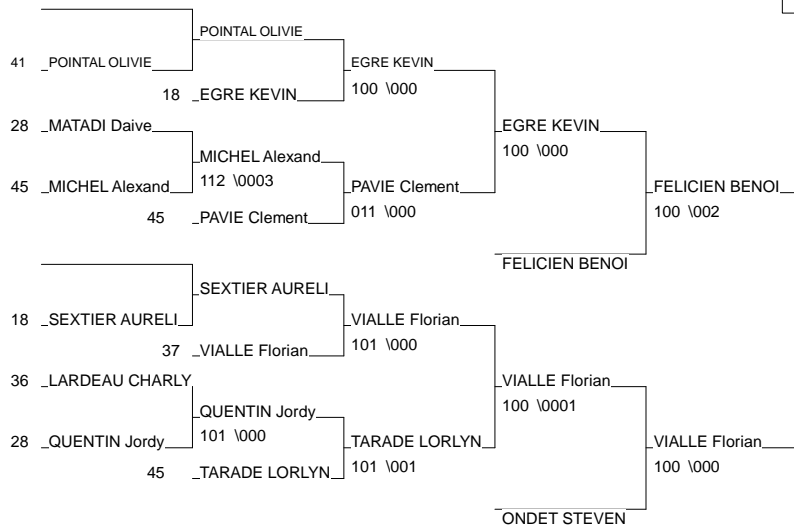 POINTAL OLIVIE
41 POINTAL OLIVIE
EGRE KEVIN
100 \000
18 EGRE KEVIN
28 MATADI Daive
EGRE KEVIN
100 \000
MICHEL Alexand
112 \0003
45 MICHEL Alexand
PAVIE Clement
011 \000
FELICIEN BENOI
100 \002
45 PAVIE Clement
FELICIEN BENOI
SEXTIER AURELI
18 SEXTIER AURELI
VIALLE Florian
101 \000
37 VIALLE Florian
36 LARDEAU CHARLY
VIALLE Florian
100 \0001
QUENTIN Jordy
101 \000
28 QUENTIN Jordy
TARADE LORLYN
101 \001
VIALLE Florian
100 \000
45 TARADE LORLYN
ONDET STEVEN